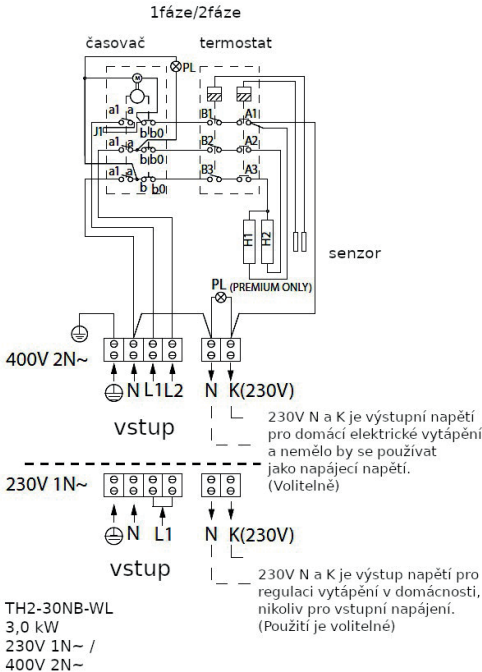 1fáze/2fáze
časovač
termostat
PL
M
a1 a
B1
A1
J1
b b0
a1 a
B2
A2
b b0
a1 a
B3
A3
b b0
H1
H2
senzor
PL (PREMIUM ONLY)
400V 2N~
N L1 L2
N K(230V)
vstup
230V N a K je výstupní napětí
pro domácí elektrické vytápění
a nemělo by se používat
jako napájecí napětí.
(Volitelně)
230V 1N~
N L1
N K(230V)
vstup
230V N a K je výstup napětí pro
regulaci vytápění v domácnosti,
nikoliv pro vstupní napájení.
(Použití je volitelné)
TH2-30NB-WL
3,0 kW
230V 1N~ /
400V 2N~